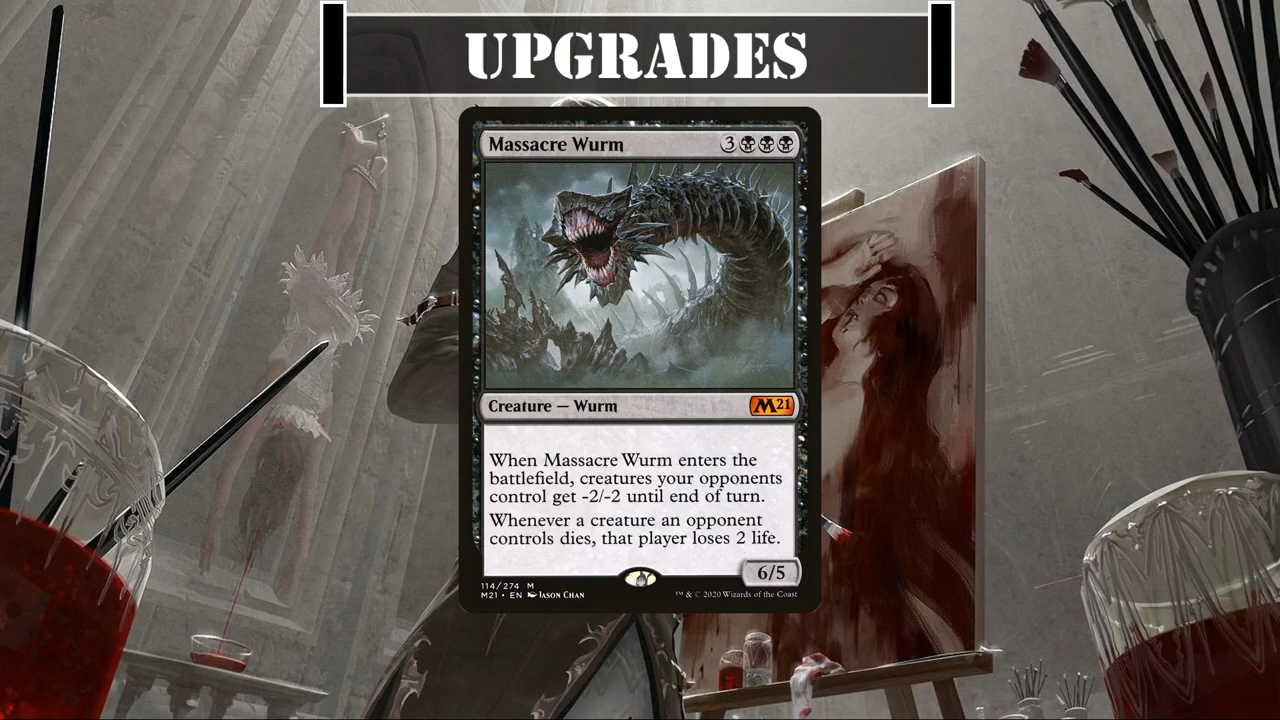 UPGRADES
Massacre Wurm 3
Creature — Wurm M21
When Massacre Wurm enters the
battlefield, creatures your opponents
control get -2/-2 until end of turn.
Whenever a creature an opponent
controls dies, that player loses 2 life.
6/5
114/274 M
M21 • EN Jason Chan
™ & © 2020 Wizards of the Coast